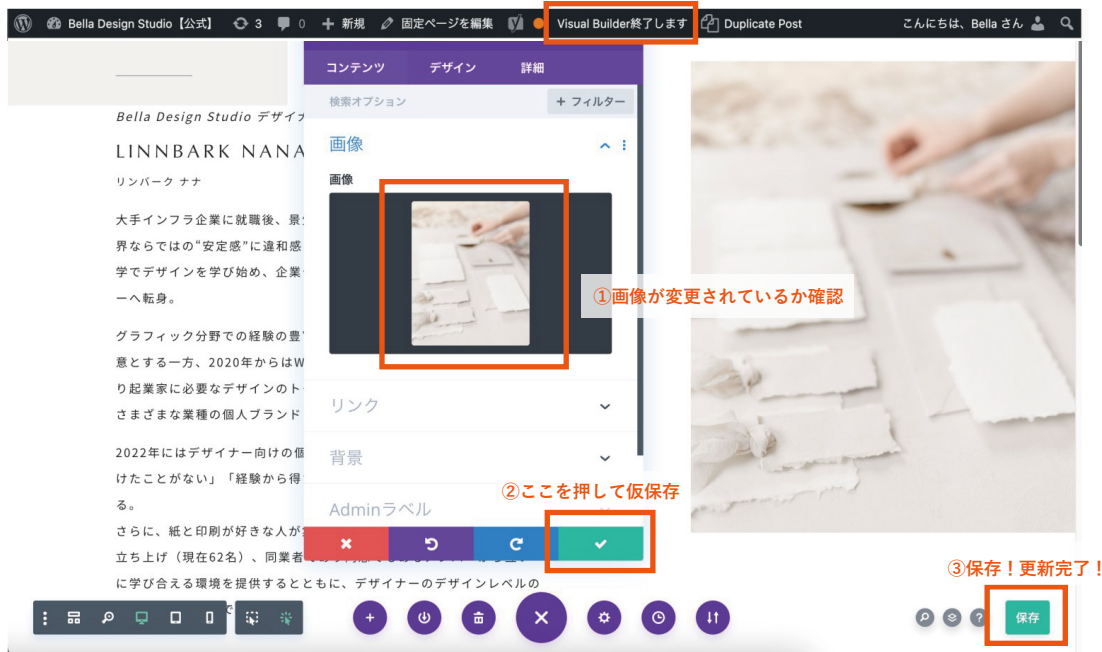 Bella Design Studio【公式】 3 0 新規 固定ページを編集 Visual Builder終了します Duplicate Post こんにちは、Bella さん
コンテンツ デザイン 詳細
検索オプション + フィルター
画像
画像
リンク
背景
Adminラベル
Bella Design Studio デザイ
LINNBARK NANA
リンバーク ナナ
大手インフラ企業に就職後、景
界ならではの“安定感”に違和感
学でデザインを学び始め、企業
ーへ転身。
グラフィック分野での経験の豊
意とする一方、2020年からはW
り起業家に必要なデザインのト
さまざまな業種の個人ブランド
2022年にはデザイナー向けの個
けたことがない」「経験から得
る。
さらに、紙と印刷が好きな人が
立ち上げ（現在62名）、同業者
に学び合える環境を提供するとともに、デザイナーのデザインレベルの
①画像が変更されているか確認
②ここを押して仮保存
③保存！更新完了！
保存